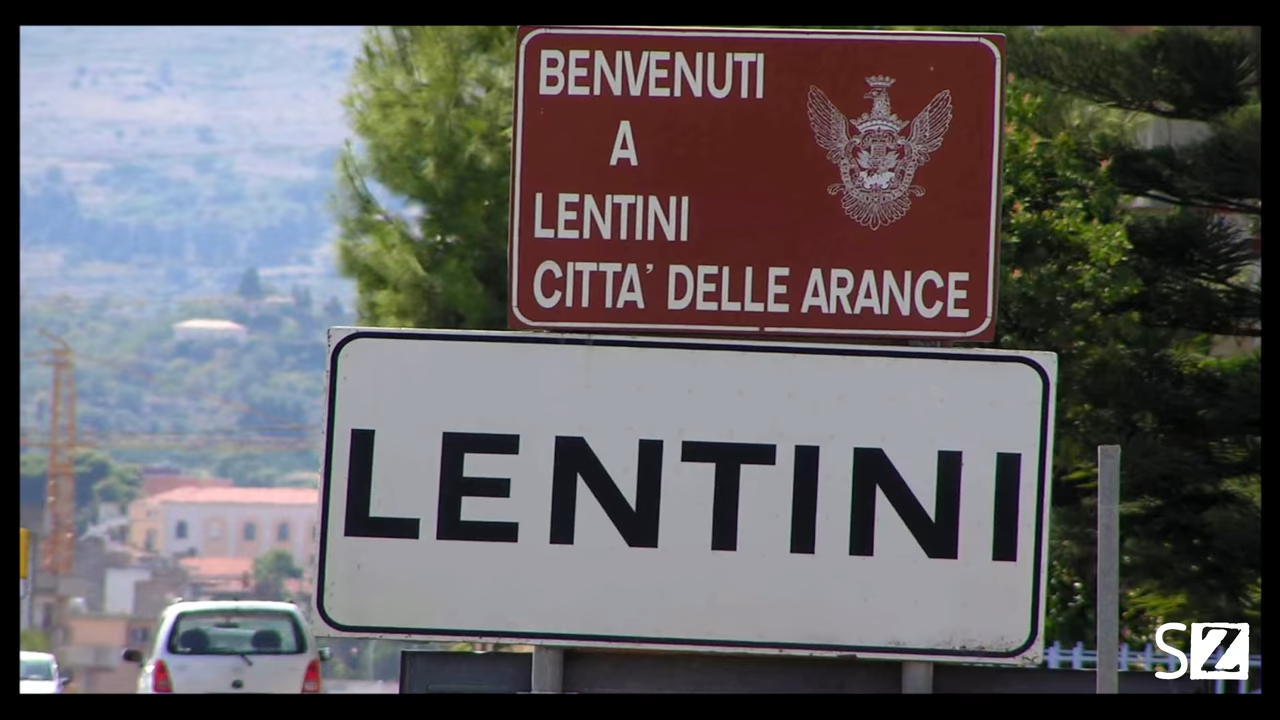 BENVENUTI
A
LENTINI
CITTA' DELLE ARANCE
LENTINI
SZ